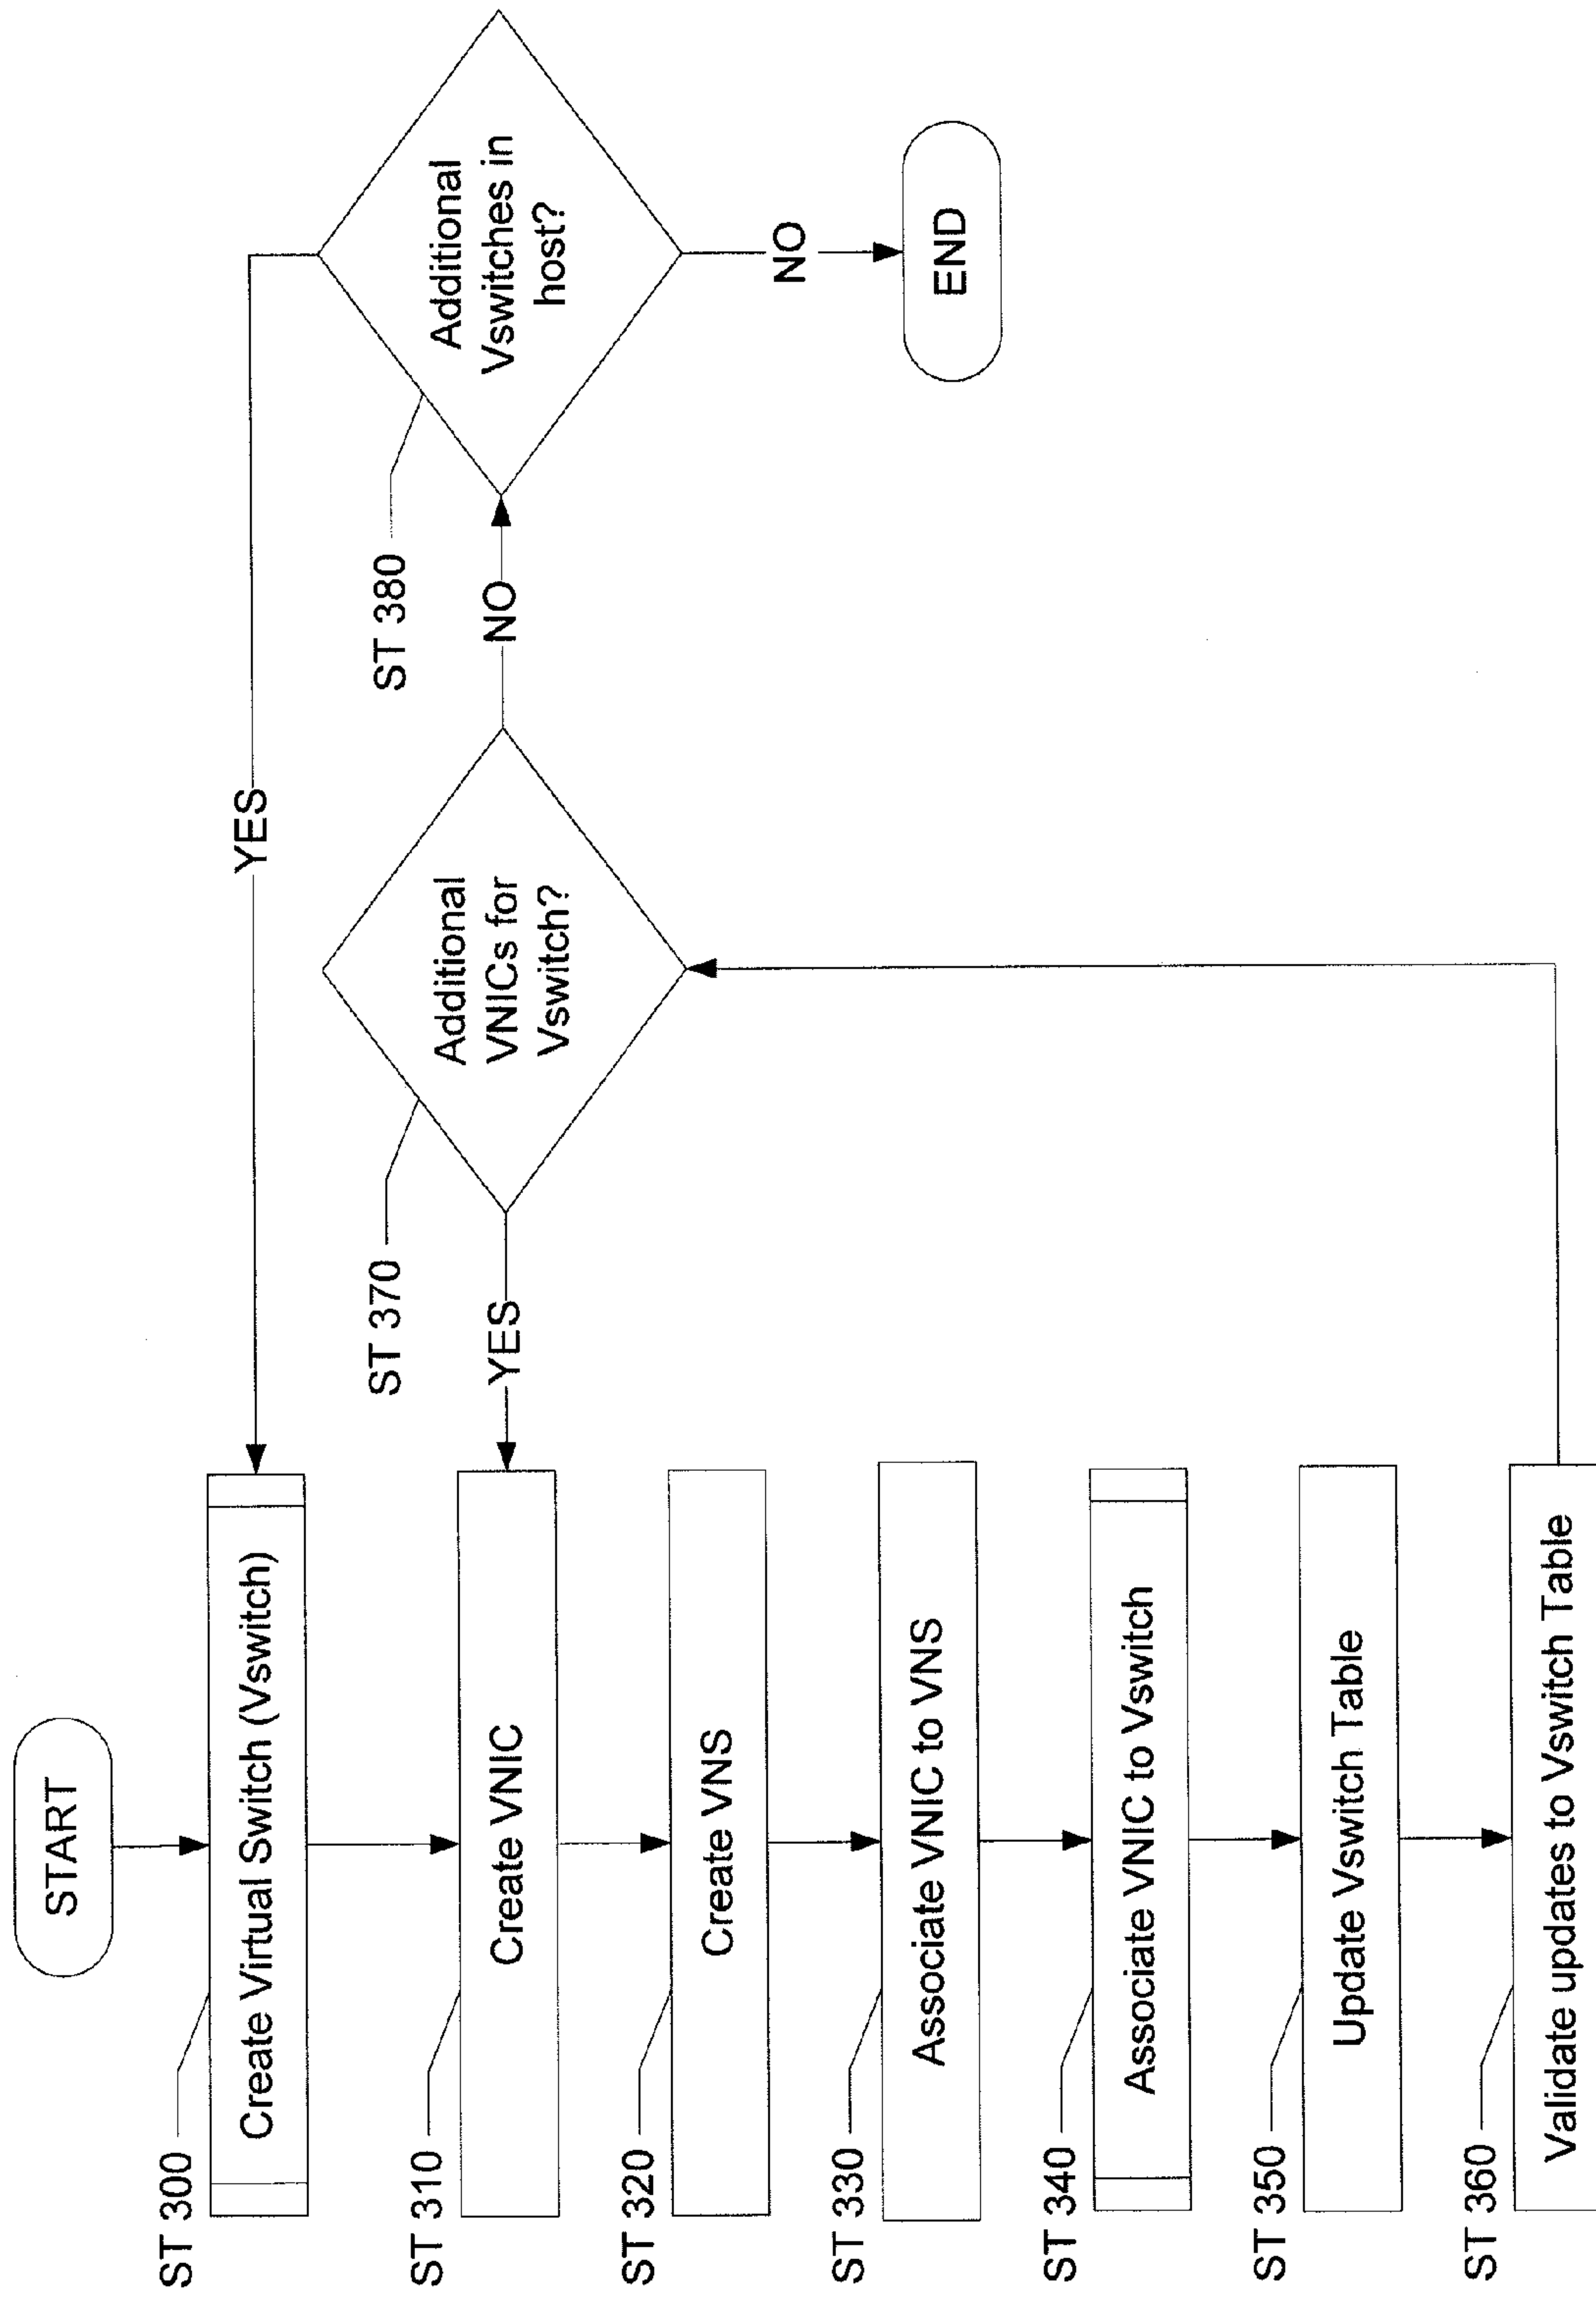 START
ST 300
Create Virtual Switch (Vswitch)
ST 310
Create VNIC
ST 320
Create VNS
ST 330
Associate VNIC to VNS
ST 340
Associate VNIC to Vswitch
ST 350
Update Vswitch Table
ST 360
Validate updates to Vswitch Table
ST 370
Additional
VNICs for
Vswitch?
YES
NO
ST 380
Additional
Vswitches in
host?
YES
NO
END